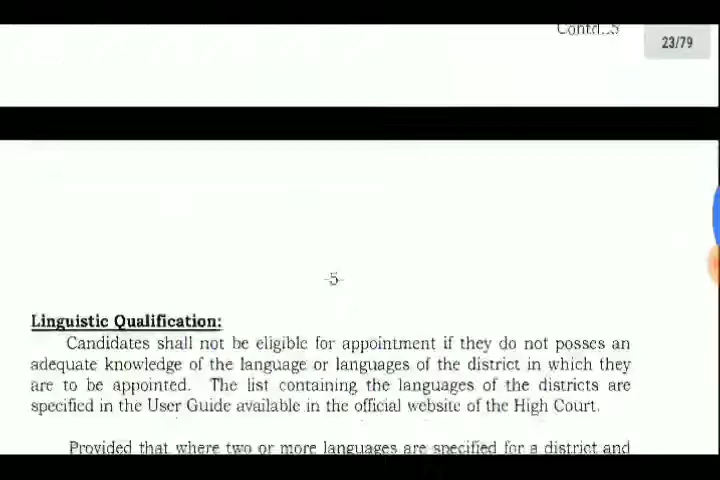 Contd..5
23/79
-5-
Linguistic Qualification:
Candidates shall not be eligible for appointment if they do not posses an
adequate knowledge of the language or languages of the district in which they
are to be appointed. The list containing the languages of the districts are
specified in the User Guide available in the official website of the High Court.
Provided that where two or more languages are specified for a district and